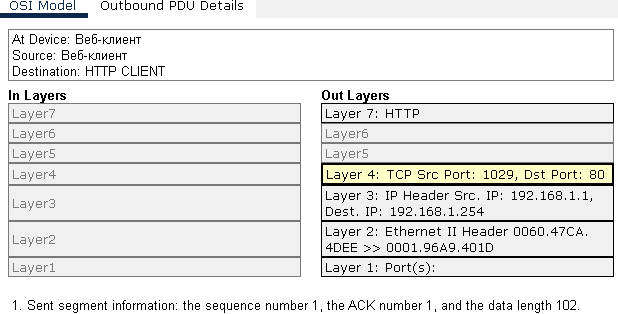 OSI Model Outbound PDU Details
At Device: Веб-клиент
Source: Веб-клиент
Destination: HTTP CLIENT
In Layers
Layer7
Layer6
Layer5
Layer4
Layer3
Layer2
Layer1
Out Layers
Layer 7: HTTP
Layer6
Layer5
Layer 4: TCP Src Port: 1029, Dst Port: 80
Layer 3: IP Header Src. IP: 192.168.1.1,
Dest. IP: 192.168.1.254
Layer 2: Ethernet II Header 0060.47CA.
4DEE >> 0001.96A9.401D
Layer 1: Port(s):
1. Sent segment information: the sequence number 1, the ACK number 1, and the data length 102.